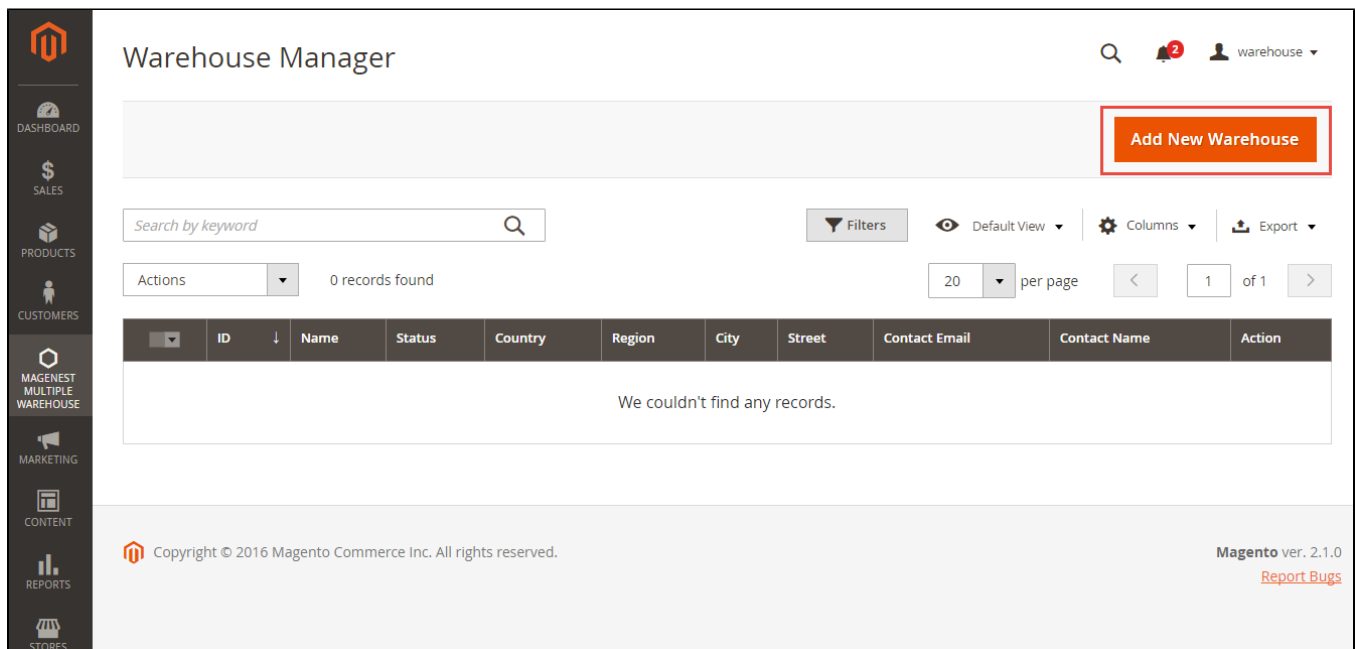 Warehouse Manager
2
warehouse
Add New Warehouse
DASHBOARD
SALES
PRODUCTS
CUSTOMERS
MAGENEST
MULTIPLE
WAREHOUSE
MARKETING
CONTENT
REPORTS
STORES
Search by keyword
Filters
Default View
Columns
Export
Actions
0 records found
20
per page
1
of 1
ID ↓ Name Status Country Region City Street Contact Email Contact Name Action
We couldn't find any records.
Copyright © 2016 Magento Commerce Inc. All rights reserved.
Magento ver. 2.1.0
Report Bugs